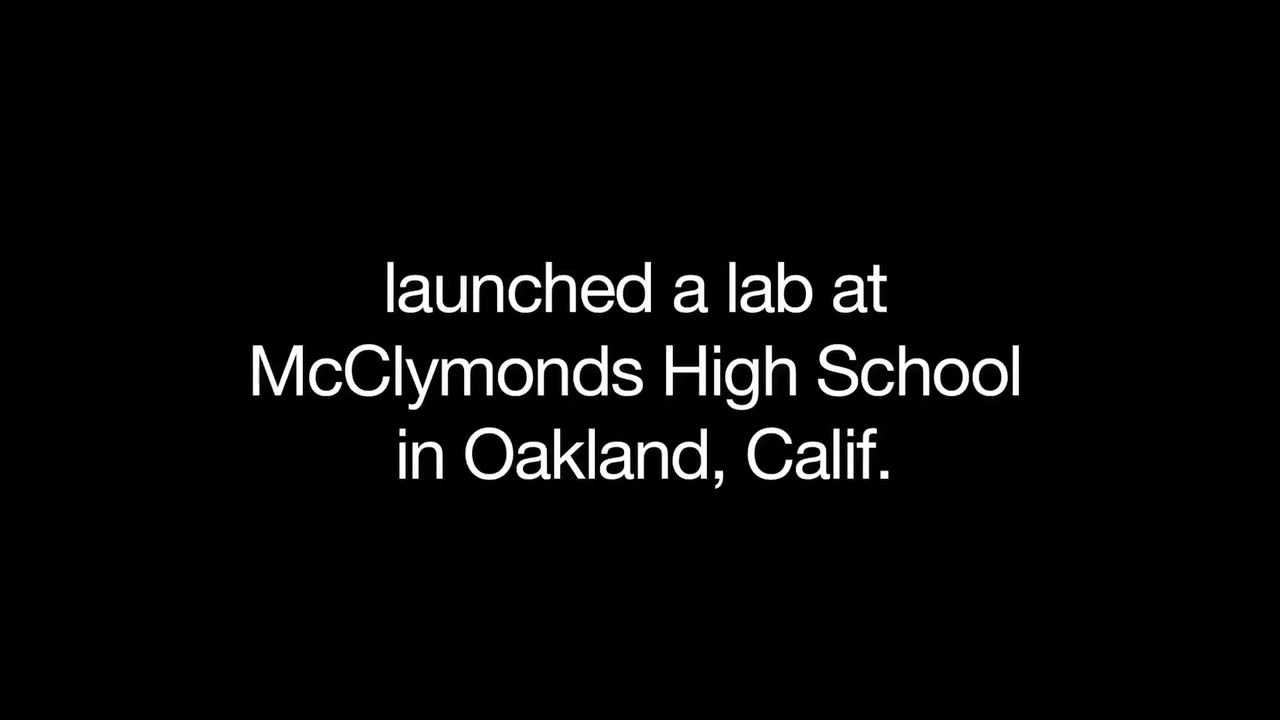 launched a lab at
McClymonds High School
in Oakland, Calif.